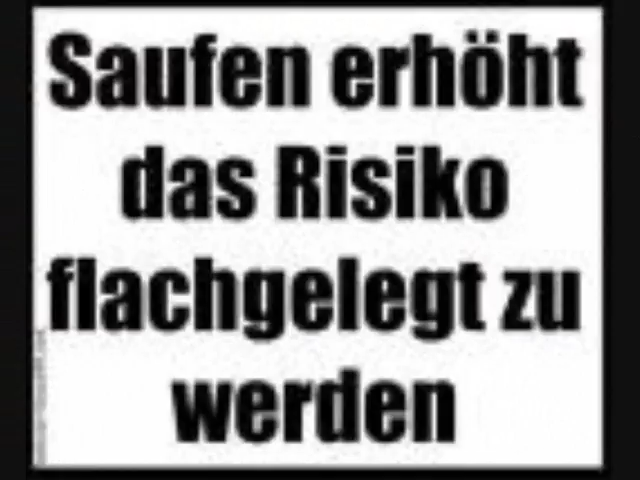 Saufen erhöht
das Risiko
flachgelegt zu
werden